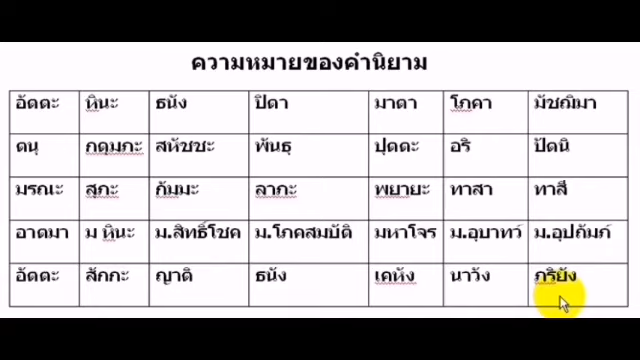 ความหมายของคำนิยาม
อัตตะ หินะ ธนัง ปิตา มาตา โภคา มัชฌิมา
ตนุ กดุมภะ สหัชชะ พันธุ ปุตตะ อริ ปัตนิ
มรณะ สุภะ กัมมะ ลาภะ พยายะ ทาสา ทาสี
อาตมา ม หินะ ม.สิทธิ์โชค ม.โภคสมบัติ มหาโจร ม.อุบาทว์ ม.อุปถัมภ์
อัตตะ สักกะ ญาติ ธนัง เคหัง นาวัง ภริยัง